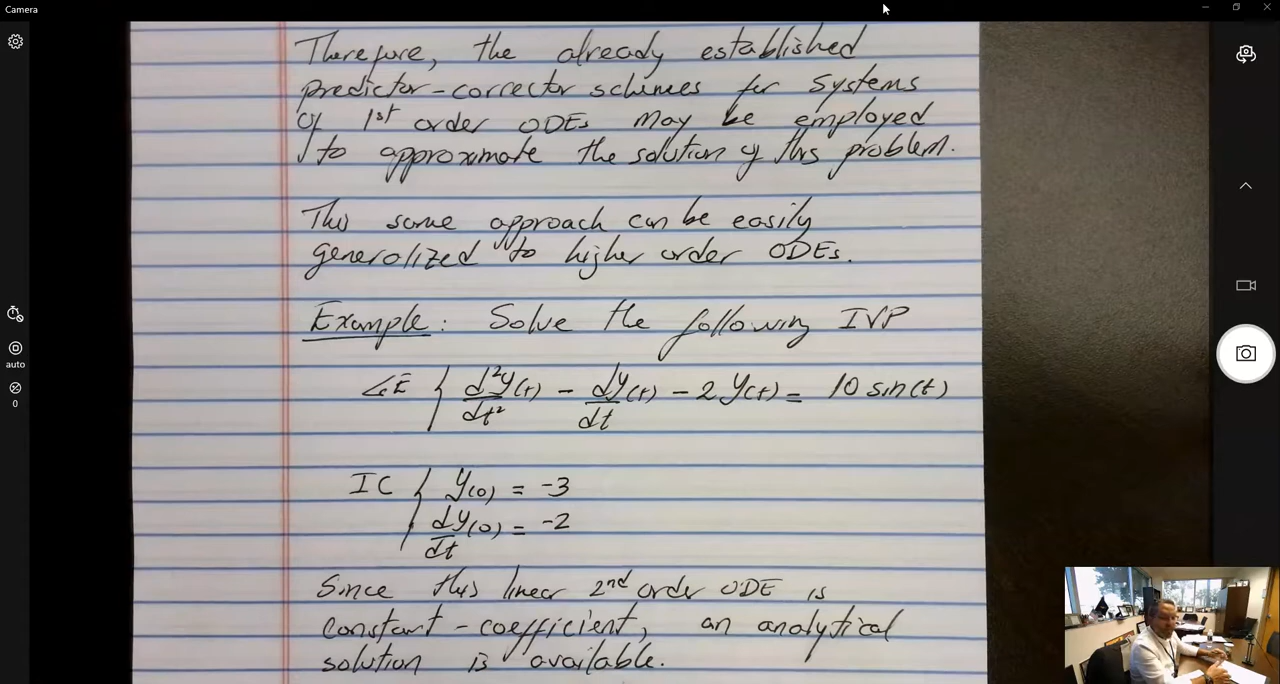 Camera
Therefore, the already established
predictor-corrector schemes for systems
of 1st order ODEs may be employed
to approximate the solution of this problem.
This same approach can be easily
generalized to higher order ODEs.
Example: Solve the following IVP
GE { d²y(t)/dt² - dy(t)/dt - 2y(t) = 10 sin(t)
IC { y(0) = -3
dy(0)/dt = -2
Since this linear 2nd order ODE is
constant-coefficient, an analytical
solution is available.
auto
0